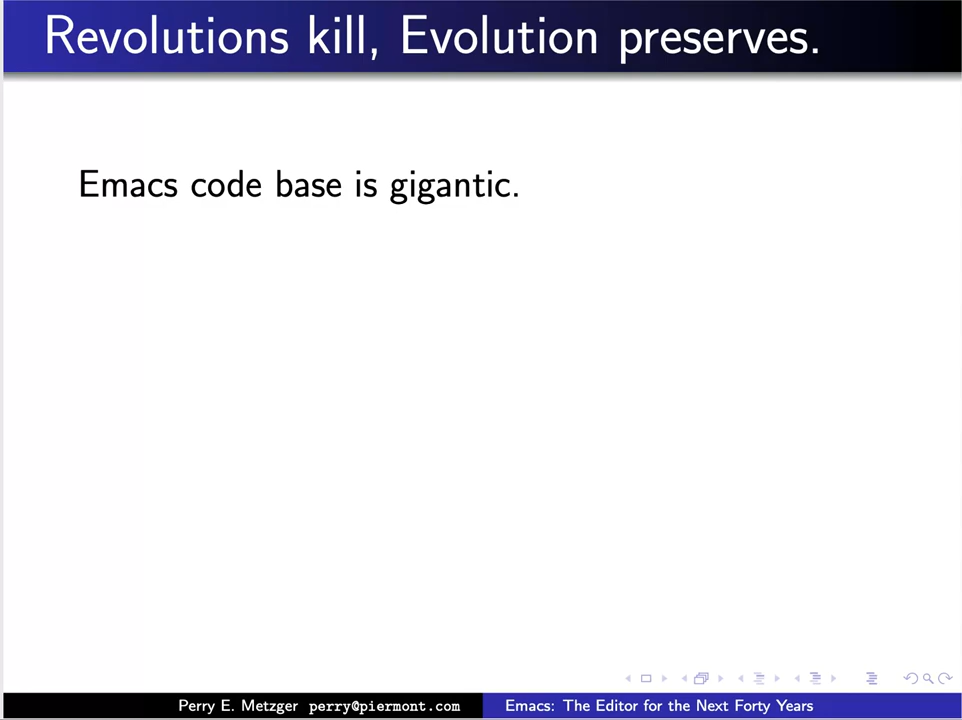 Revolutions kill, Evolution preserves.
Emacs code base is gigantic.
Perry E. Metzger perry@piermont.com
Emacs: The Editor for the Next Forty Years